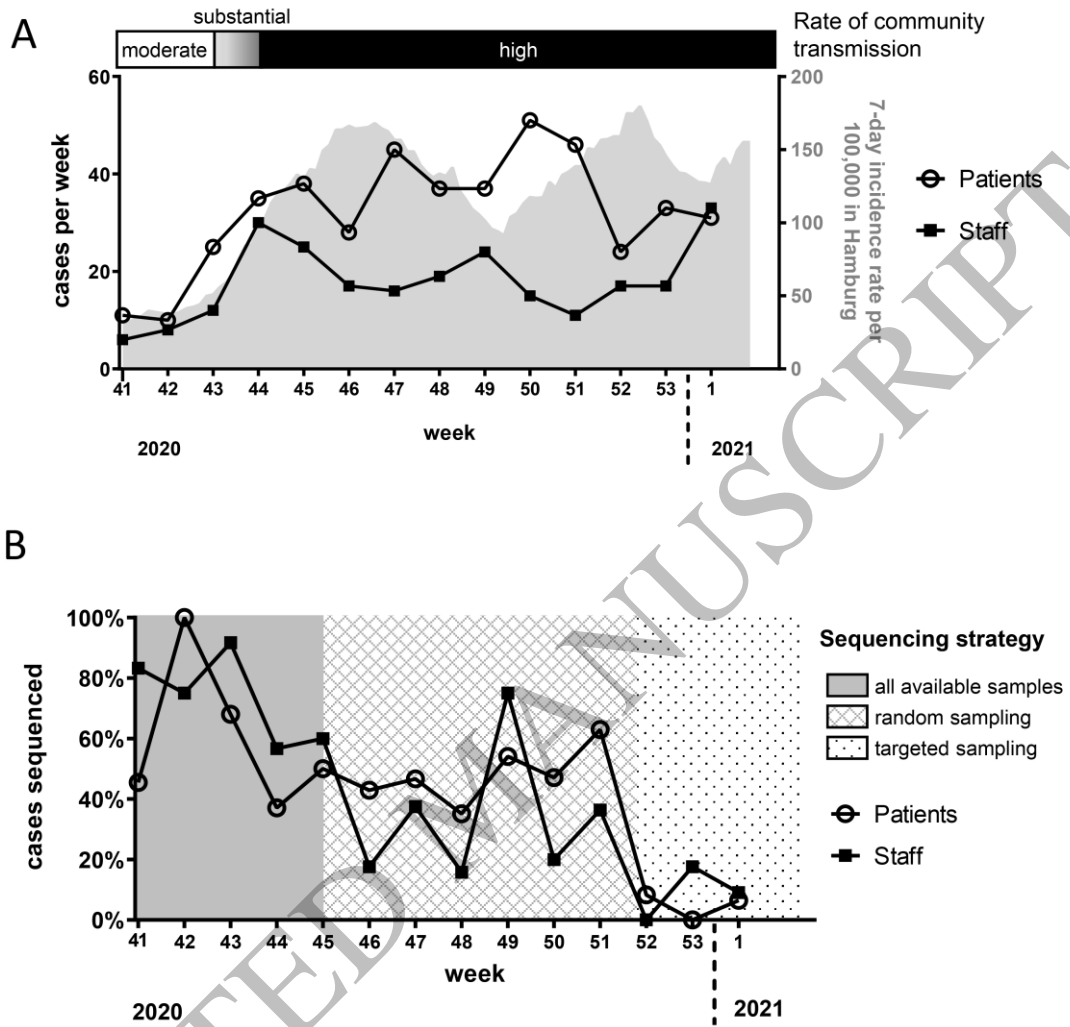 A
substantial
moderate
high
Rate of community
transmission
60
40
20
0
cases per week
200
150
100
50
0
7-day incidence rate per
100,000 in Hamburg
Patients
Staff
41 42 43 44 45 46 47 48 49 50 51 52 53 1
week
2020 2021
B
100%
80%
60%
40%
20%
0%
cases sequenced
Sequencing strategy
all available samples
random sampling
targeted sampling
Patients
Staff
41 42 43 44 45 46 47 48 49 50 51 52 53 1
week
2020 2021
TED MANUSCRIPT